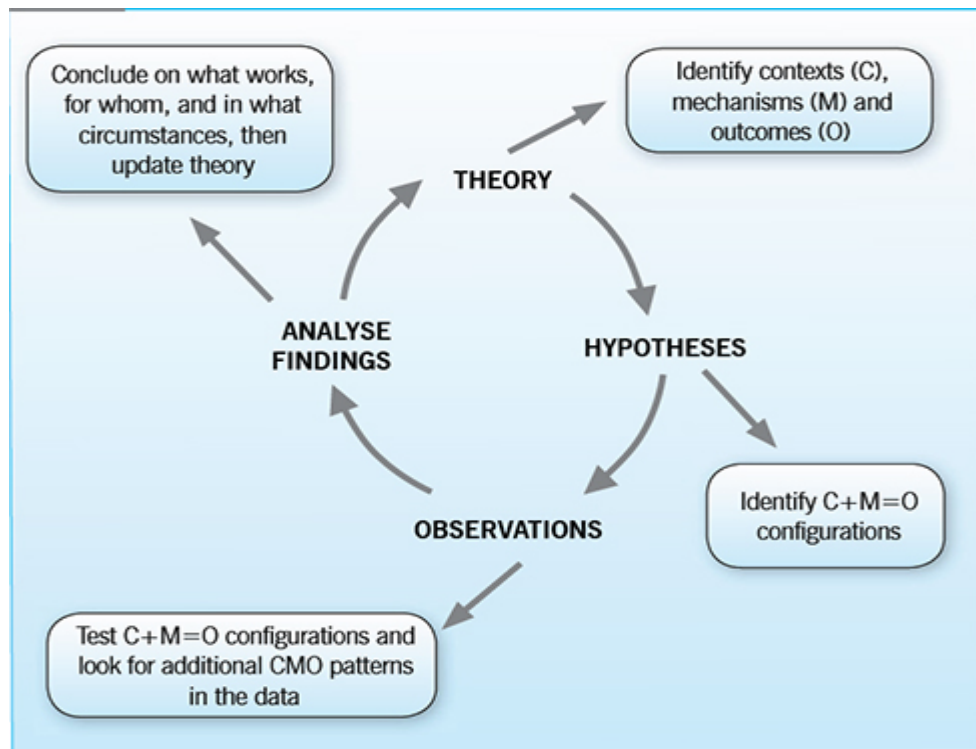 Conclude on what works,
for whom, and in what
circumstances, then
update theory
Identify contexts (C),
mechanisms (M) and
outcomes (O)
THEORY
ANALYSE
FINDINGS
HYPOTHESES
Identify C+M=O
configurations
OBSERVATIONS
Test C+M=O configurations and
look for additional CMO patterns
in the data